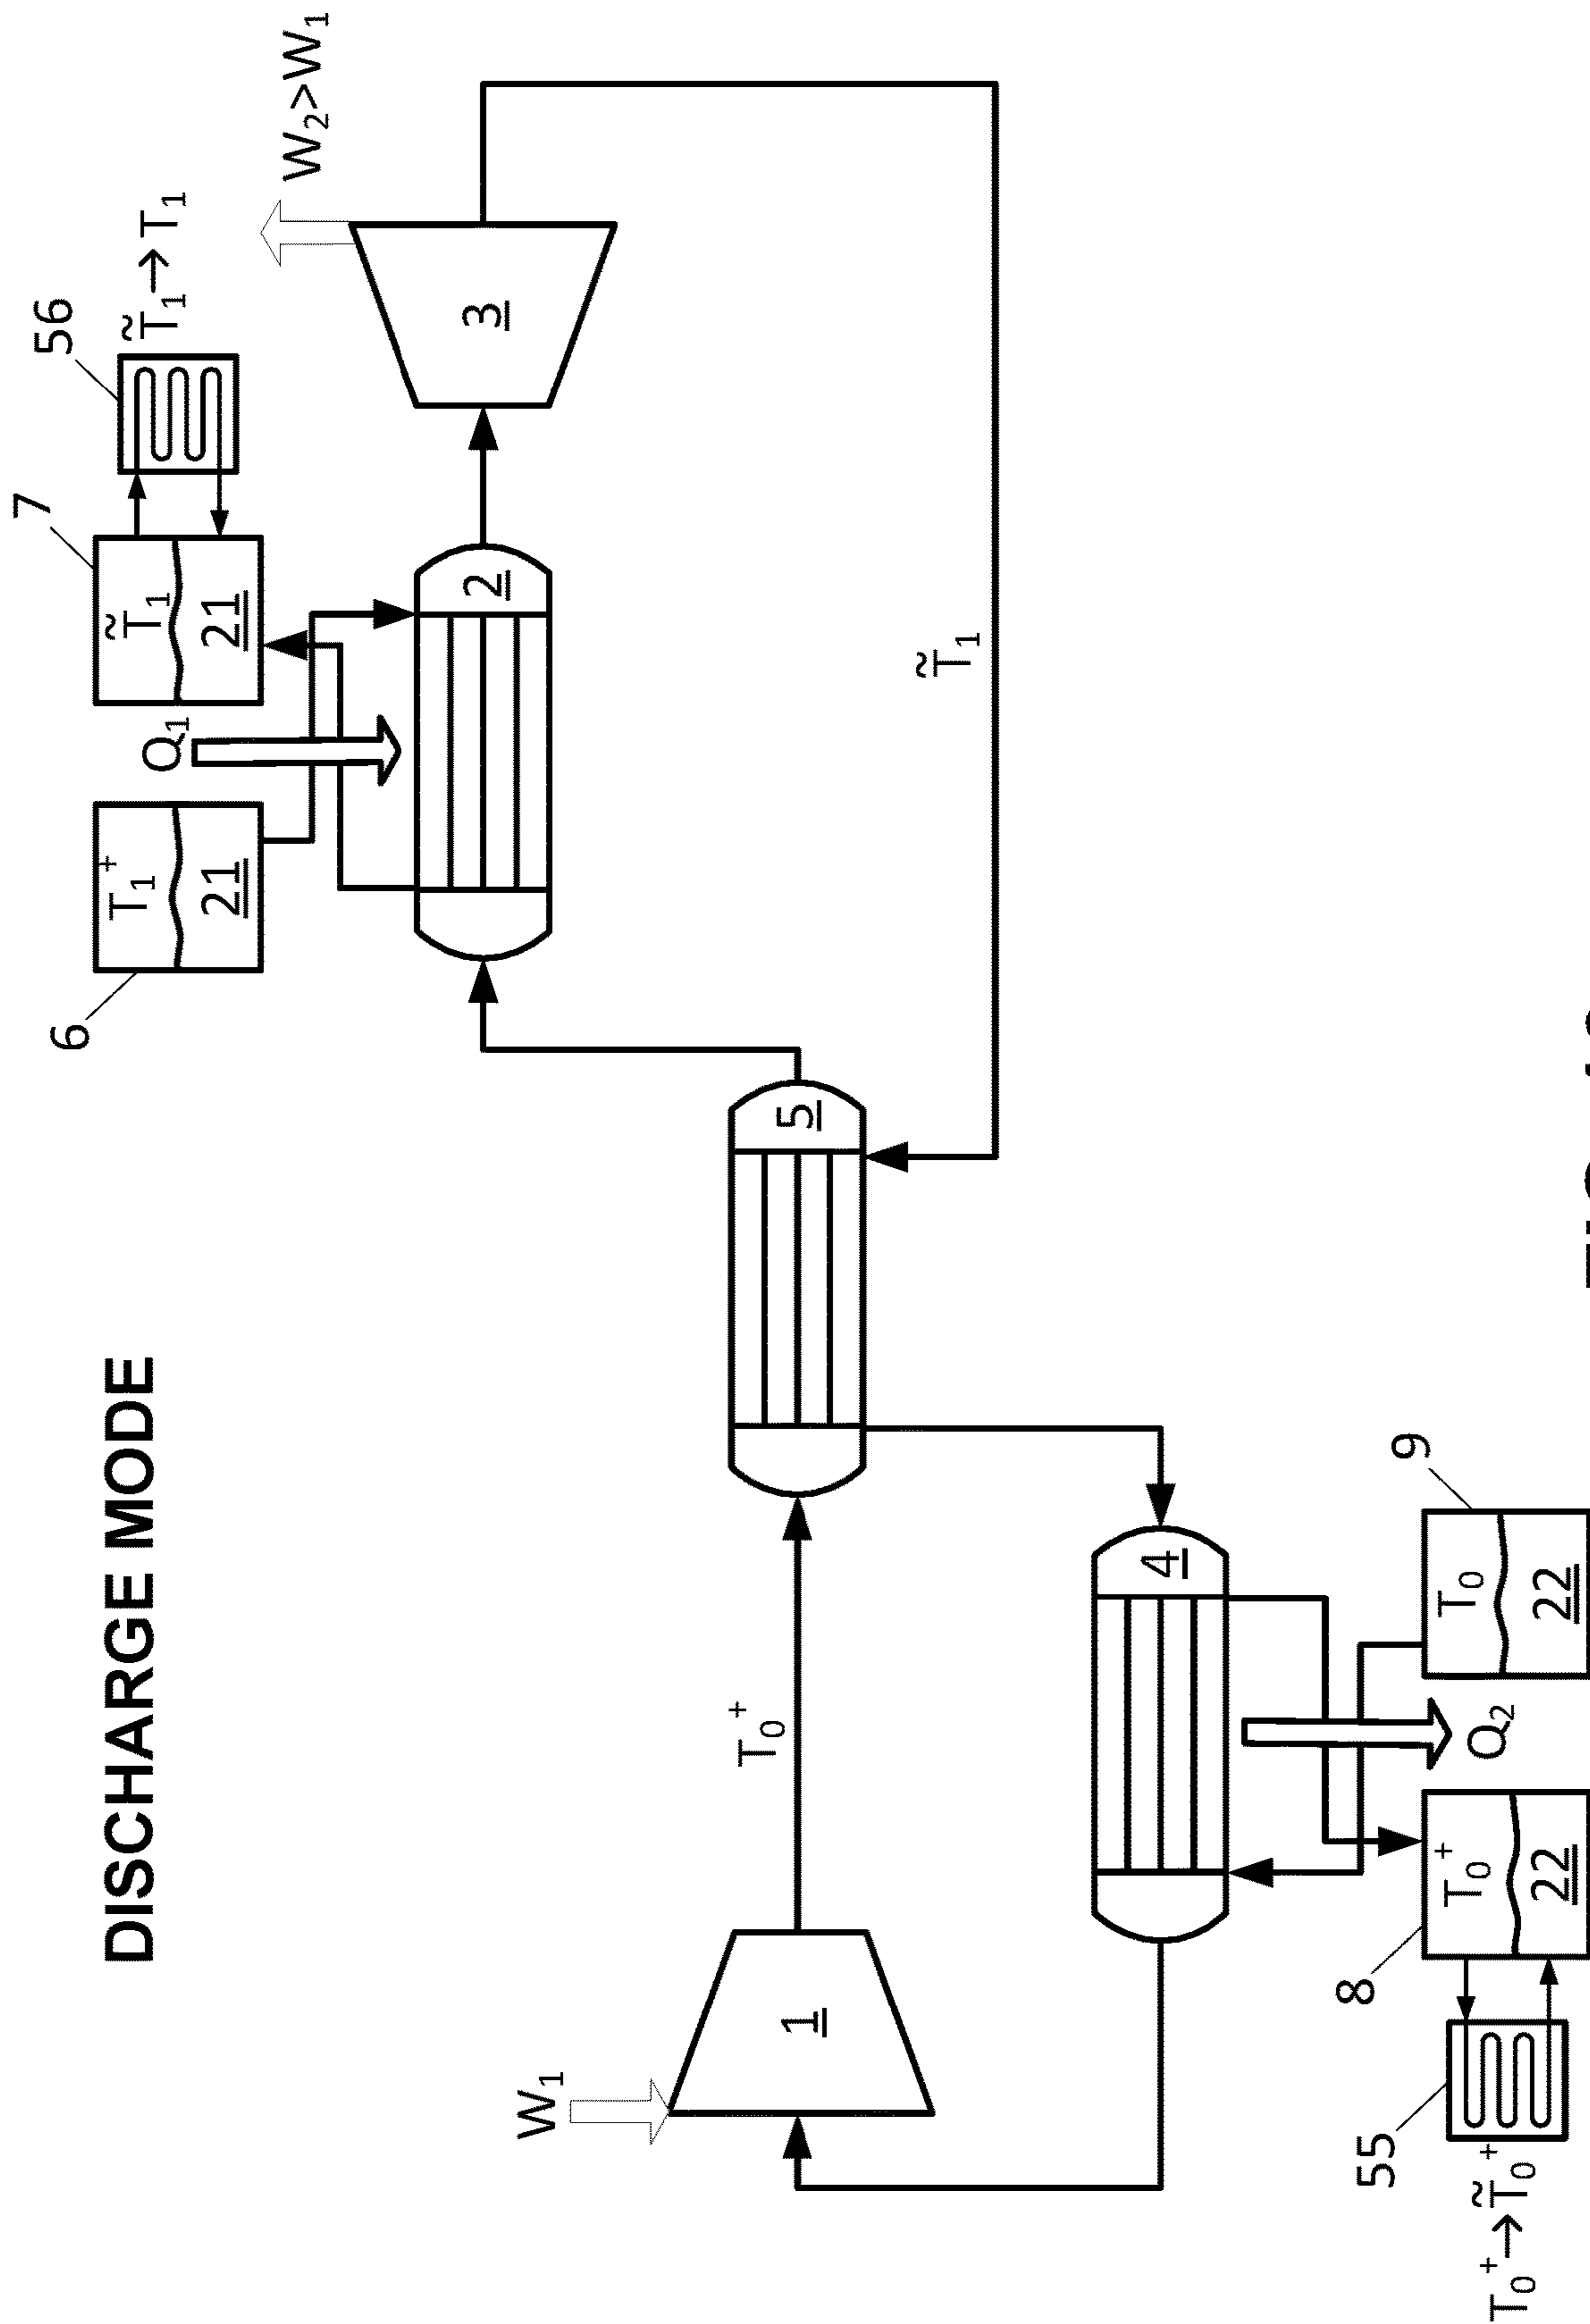 DISCHARGE MODE
6
7
56
T₁⁺
T̃₁
T̃₁→T₁
Q₁
21
21
W₂>W₁
2
3
W₁
T₀⁺
1
5
T̃₁
4
8
9
55
T₀⁺
T₀
Q₂
22
22
T₀⁺→T̃₀⁺